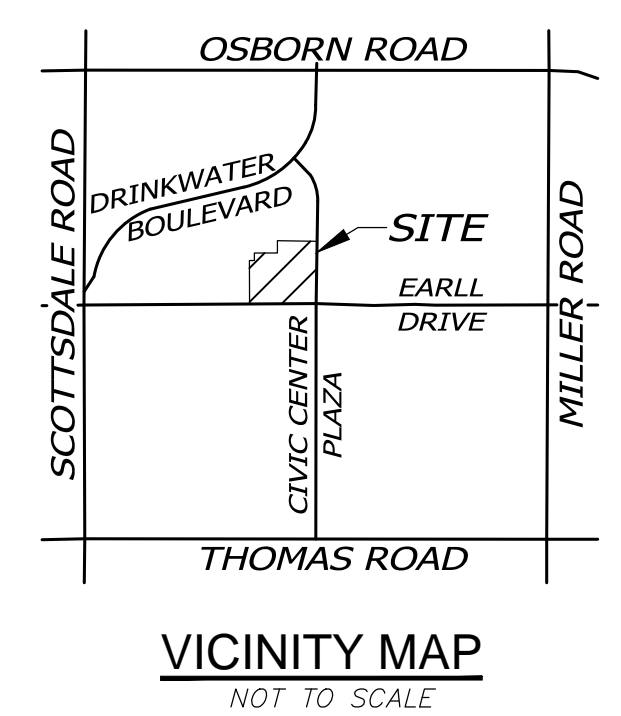 OSBORN ROAD
SCOTTSDALE ROAD
DRINKWATER
BOULEVARD
SITE
MILLER ROAD
EARLL
DRIVE
CIVIC CENTER
PLAZA
THOMAS ROAD
VICINITY MAP
NOT TO SCALE